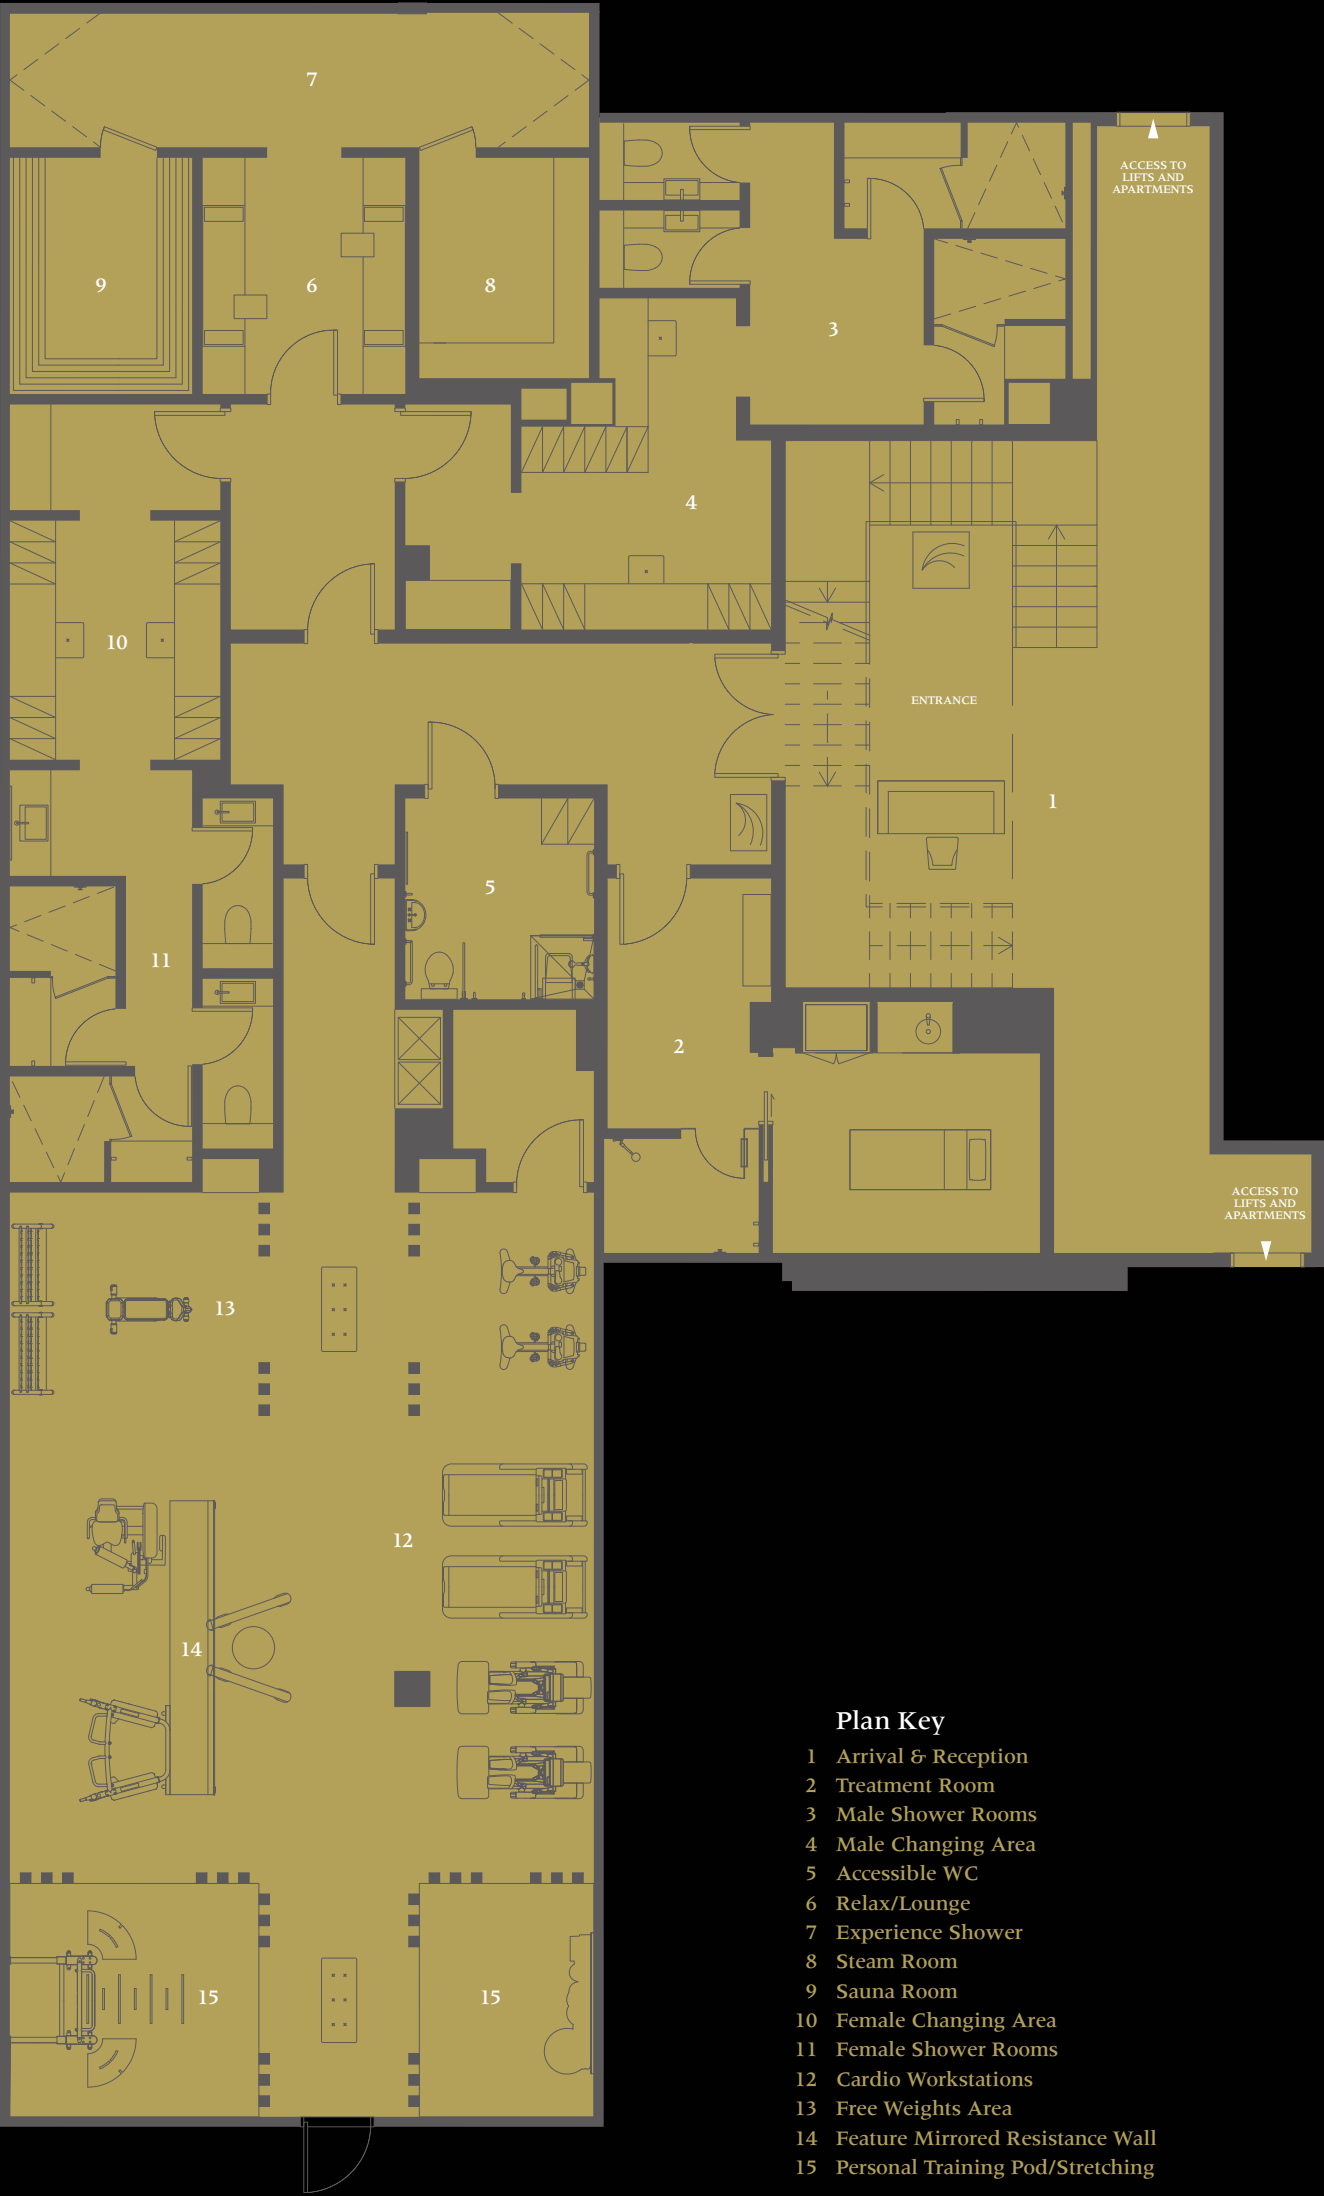 7
ACCESS TO
LIFTS AND
APARTMENTS
9
6
8
3
4
10
ENTRANCE
1
5
11
2
ACCESS TO
LIFTS AND
APARTMENTS
13
12
14
15
15
Plan Key
1 Arrival & Reception
2 Treatment Room
3 Male Shower Rooms
4 Male Changing Area
5 Accessible WC
6 Relax/Lounge
7 Experience Shower
8 Steam Room
9 Sauna Room
10 Female Changing Area
11 Female Shower Rooms
12 Cardio Workstations
13 Free Weights Area
14 Feature Mirrored Resistance Wall
15 Personal Training Pod/Stretching